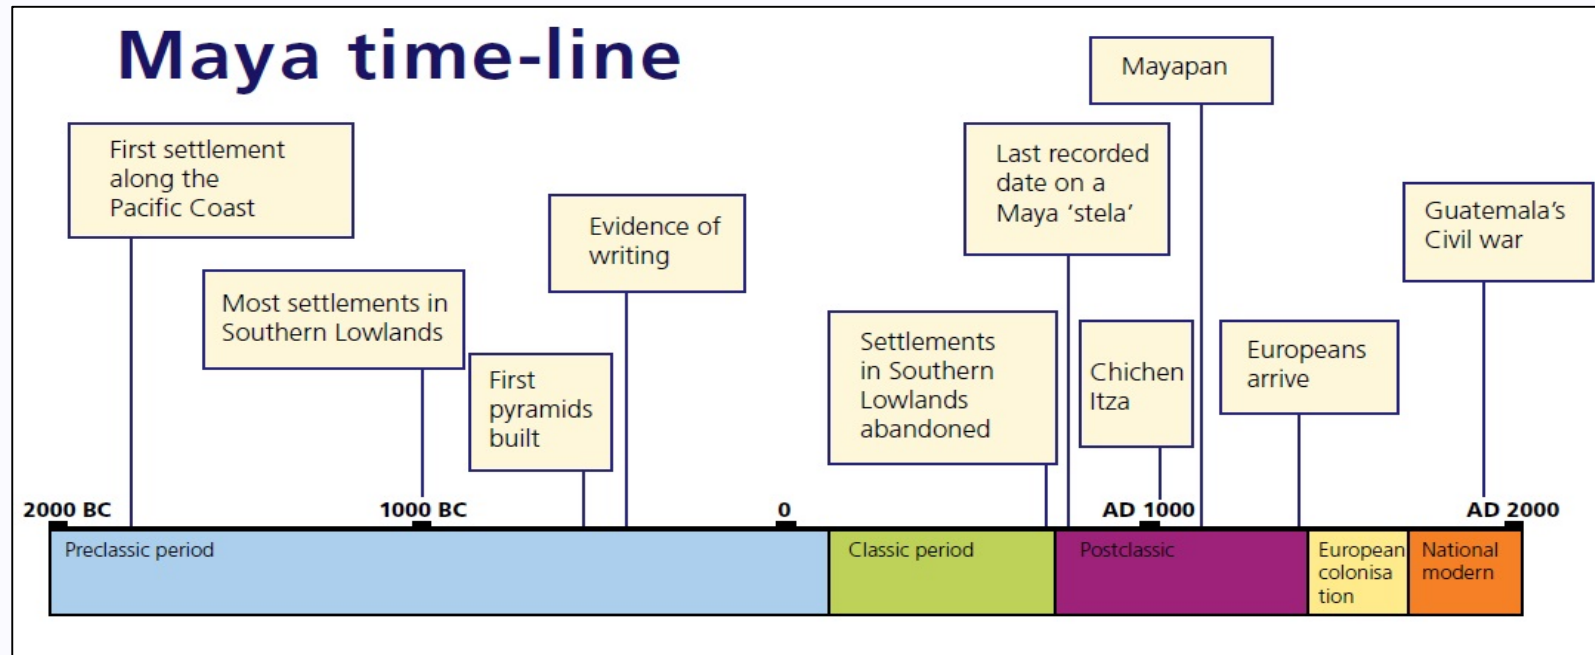 Maya time-line
First settlement
along the
Pacific Coast
Most settlements in
Southern Lowlands
First
pyramids
built
Evidence of
writing
Settlements
in Southern
Lowlands
abandoned
Last recorded
date on a
Maya ‘stela’
Chichen
Itza
Mayapan
Europeans
arrive
Guatemala’s
Civil war
2000 BC
1000 BC
0
AD 1000
AD 2000
Preclassic period
Classic period
Postclassic
European
colonisa
tion
National
modern